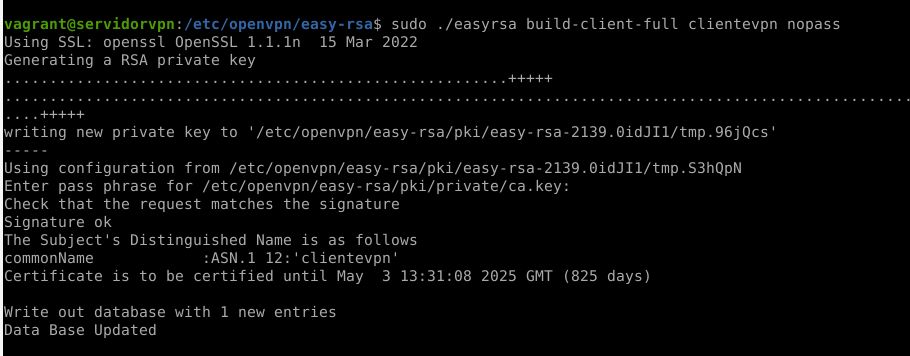 vagrant@servidorvpn:/etc/openvpn/easy-rsa$ sudo ./easyrsa build-client-full clientevpn nopass
Using SSL: openssl OpenSSL 1.1.1n  15 Mar 2022
Generating a RSA private key
........................................................+++++
.....................................................................................................
....+++++
writing new private key to '/etc/openvpn/easy-rsa/pki/easy-rsa-2139.0idJI1/tmp.96jQcs'
-----
Using configuration from /etc/openvpn/easy-rsa/pki/easy-rsa-2139.0idJI1/tmp.S3hQpN
Enter pass phrase for /etc/openvpn/easy-rsa/pki/private/ca.key:
Check that the request matches the signature
Signature ok
The Subject's Distinguished Name is as follows
commonName            :ASN.1 12:'clientevpn'
Certificate is to be certified until May  3 13:31:08 2025 GMT (825 days)

Write out database with 1 new entries
Data Base Updated